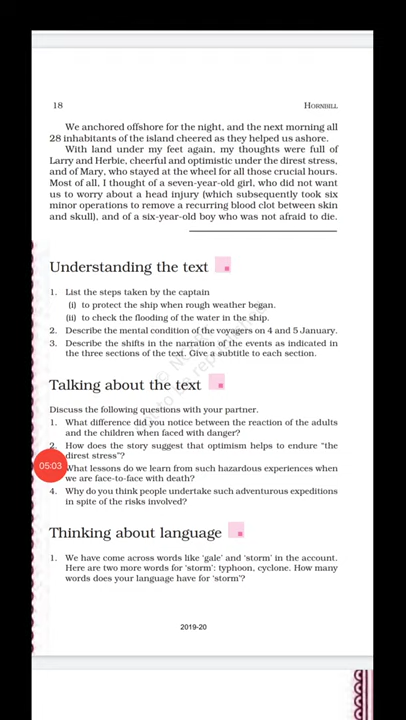 18 HORNBILL
We anchored offshore for the night, and the next morning all
28 inhabitants of the island cheered as they helped us ashore.
With land under my feet again, my thoughts were full of
Larry and Herbie, cheerful and optimistic under the direst stress,
and of Mary, who stayed at the wheel for all those crucial hours.
Most of all, I thought of a seven-year-old girl, who did not want
us to worry about a head injury (which subsequently took six
minor operations to remove a recurring blood clot between skin
and skull), and of a six-year-old boy who was not afraid to die.
Understanding the text
1. List the steps taken by the captain
(i) to protect the ship when rough weather began.
(ii) to check the flooding of the water in the ship.
2. Describe the mental condition of the voyagers on 4 and 5 January.
3. Describe the shifts in the narration of the events as indicated in
the three sections of the text. Give a subtitle to each section.
Talking about the text
Discuss the following questions with your partner.
1. What difference did you notice between the reaction of the adults
and the children when faced with danger?
2. How does the story suggest that optimism helps to endure “the
direst stress”?
05:03
What lessons do we learn from such hazardous experiences when
we are face-to-face with death?
4. Why do you think people undertake such adventurous expeditions
in spite of the risks involved?
Thinking about language
1. We have come across words like ‘gale’ and ‘storm’ in the account.
Here are two more words for ‘storm’: typhoon, cyclone. How many
words does your language have for ‘storm’?
2019-20